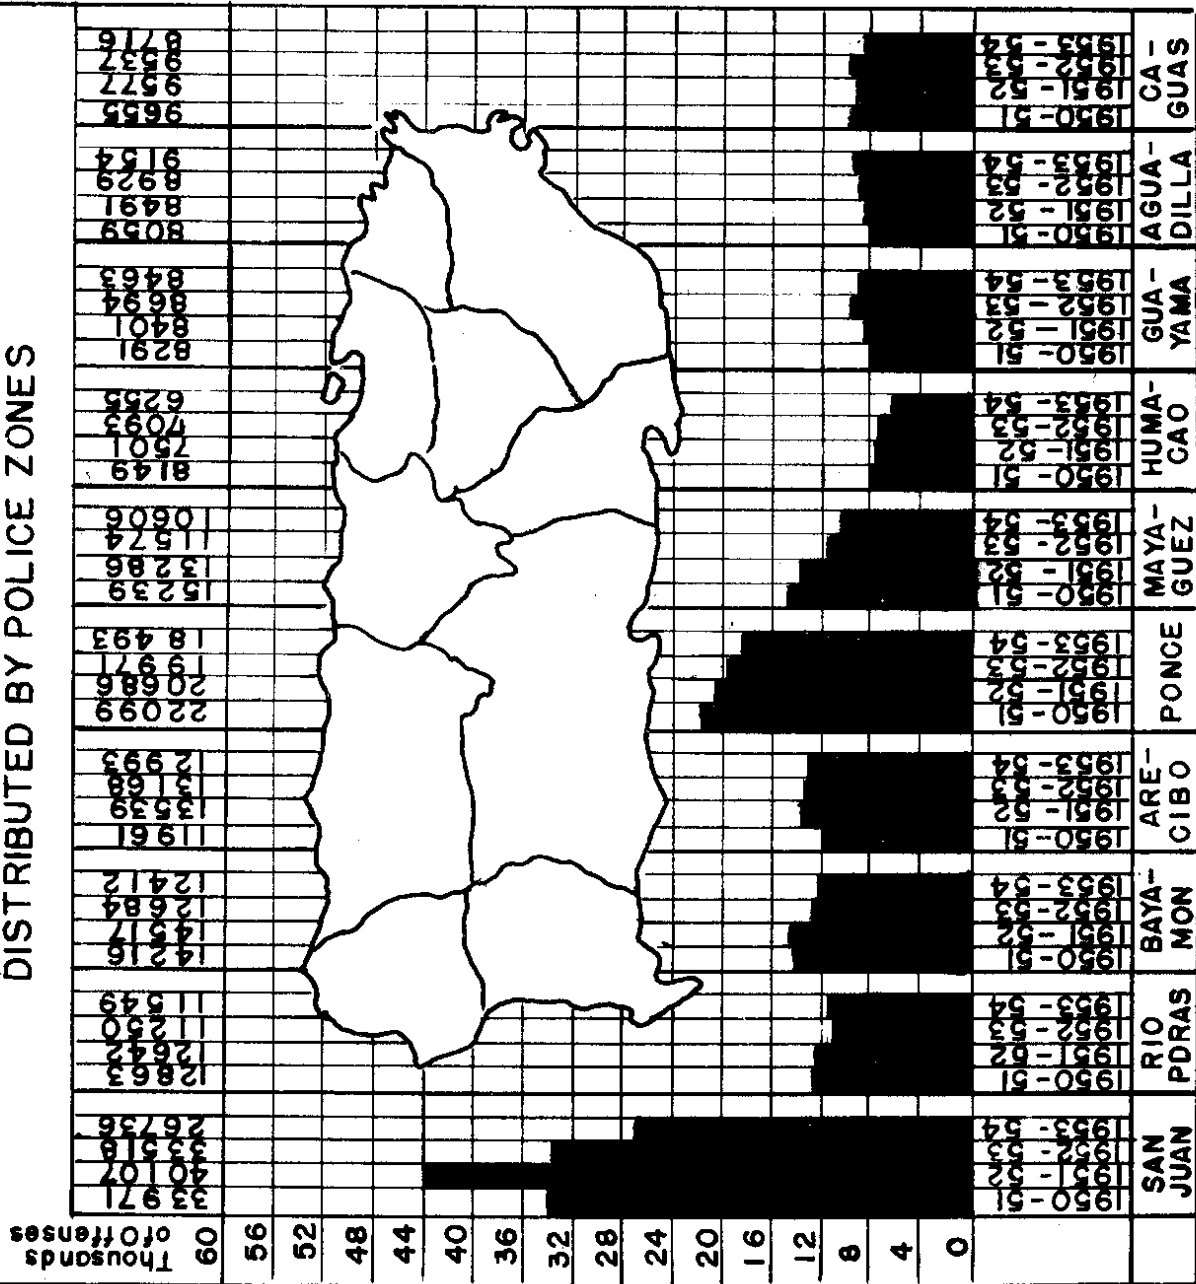 DISTRIBUTED BY POLICE ZONES
Thousands
of Offenses
60
56
52
48
44
40
36
32
28
24
20
16
12
8
4
0
33971
40107
33518
26736
12863
12642
11250
11549
14216
14317
12684
12412
11961
13539
13168
12993
22099
20686
19971
18493
15239
13286
11574
10606
8149
7501
7093
6255
8291
8401
8694
8463
8059
8491
8929
9154
9655
9577
9537
8716
1950 - 51
1951 - 52
1952 - 53
1953 - 54
1950 - 51
1951 - 52
1952 - 53
1953 - 54
1950 - 51
1951 - 52
1952 - 53
1953 - 54
1950 - 51
1951 - 52
1952 - 53
1953 - 54
1950 - 51
1951 - 52
1952 - 53
1953 - 54
1950 - 51
1951 - 52
1952 - 53
1953 - 54
1950 - 51
1951 - 52
1952 - 53
1953 - 54
1950 - 51
1951 - 52
1952 - 53
1953 - 54
1950 - 51
1951 - 52
1952 - 53
1953 - 54
1950 - 51
1951 - 52
1952 - 53
1953 - 54
SAN
JUAN
RIO
PDRAS
BAYA-
MON
ARE-
CIBO
PONCE
MAYA-
GUEZ
HUMA-
CAO
GUA-
YAMA
AGUA-
DILLA
CA-
GUAS